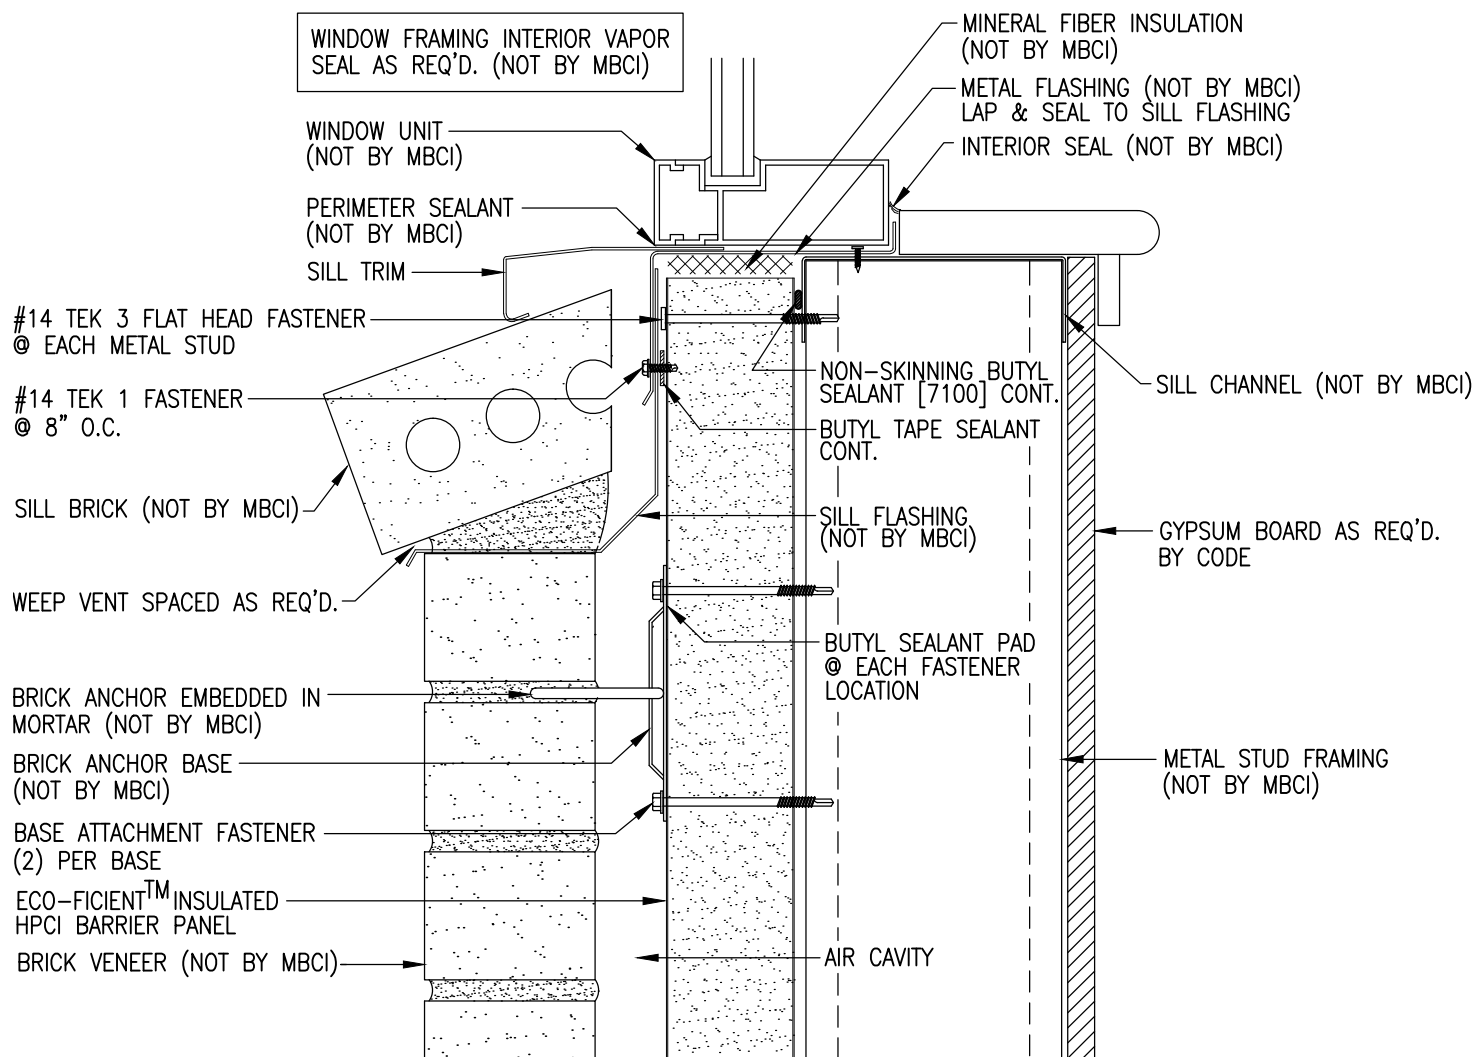 WINDOW FRAMING INTERIOR VAPOR
SEAL AS REQ'D. (NOT BY MBCI)
WINDOW UNIT
(NOT BY MBCI)
PERIMETER SEALANT
(NOT BY MBCI)
SILL TRIM
#14 TEK 3 FLAT HEAD FASTENER
@ EACH METAL STUD
#14 TEK 1 FASTENER
@ 8" O.C.
SILL BRICK (NOT BY MBCI)
WEEP VENT SPACED AS REQ'D.
BRICK ANCHOR EMBEDDED IN
MORTAR (NOT BY MBCI)
BRICK ANCHOR BASE
(NOT BY MBCI)
BASE ATTACHMENT FASTENER
(2) PER BASE
ECO-FICIENT™ INSULATED
HPCI BARRIER PANEL
BRICK VENEER (NOT BY MBCI)
MINERAL FIBER INSULATION
(NOT BY MBCI)
METAL FLASHING (NOT BY MBCI)
LAP & SEAL TO SILL FLASHING
INTERIOR SEAL (NOT BY MBCI)
NON-SKINNING BUTYL
SEALANT [7100] CONT.
BUTYL TAPE SEALANT
CONT.
SILL FLASHING
(NOT BY MBCI)
BUTYL SEALANT PAD
@ EACH FASTENER
LOCATION
AIR CAVITY
SILL CHANNEL (NOT BY MBCI)
GYPSUM BOARD AS REQ'D.
BY CODE
METAL STUD FRAMING
(NOT BY MBCI)